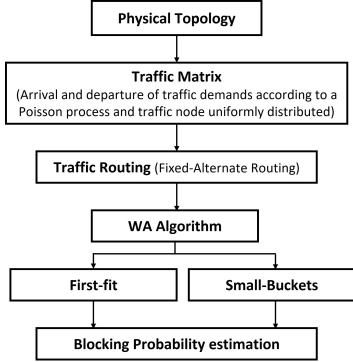 Physical Topology
Traffic Matrix
(Arrival and departure of traffic demands according to a
Poisson process and traffic node uniformly distributed)
Traffic Routing (Fixed-Alternate Routing)
WA Algorithm
First-fit
Small-Buckets
Blocking Probability estimation